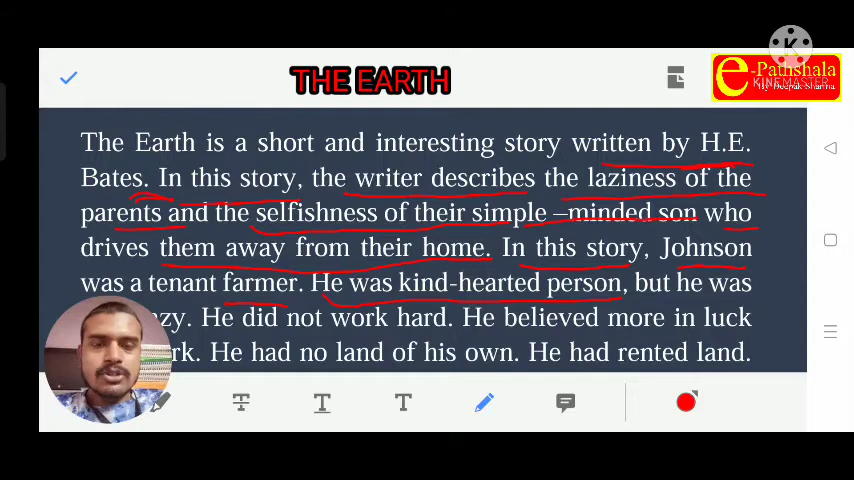 THE EARTH
e-Pathshala
By Deepak Sharma
K
KINEMASTER
The Earth is a short and interesting story written by H.E.
Bates. In this story, the writer describes the laziness of the
parents and the selfishness of their simple –minded son who
drives them away from their home. In this story, Johnson
was a tenant farmer. He was kind-hearted person, but he was
zy. He did not work hard. He believed more in luck
rk. He had no land of his own. He had rented land.
T T T